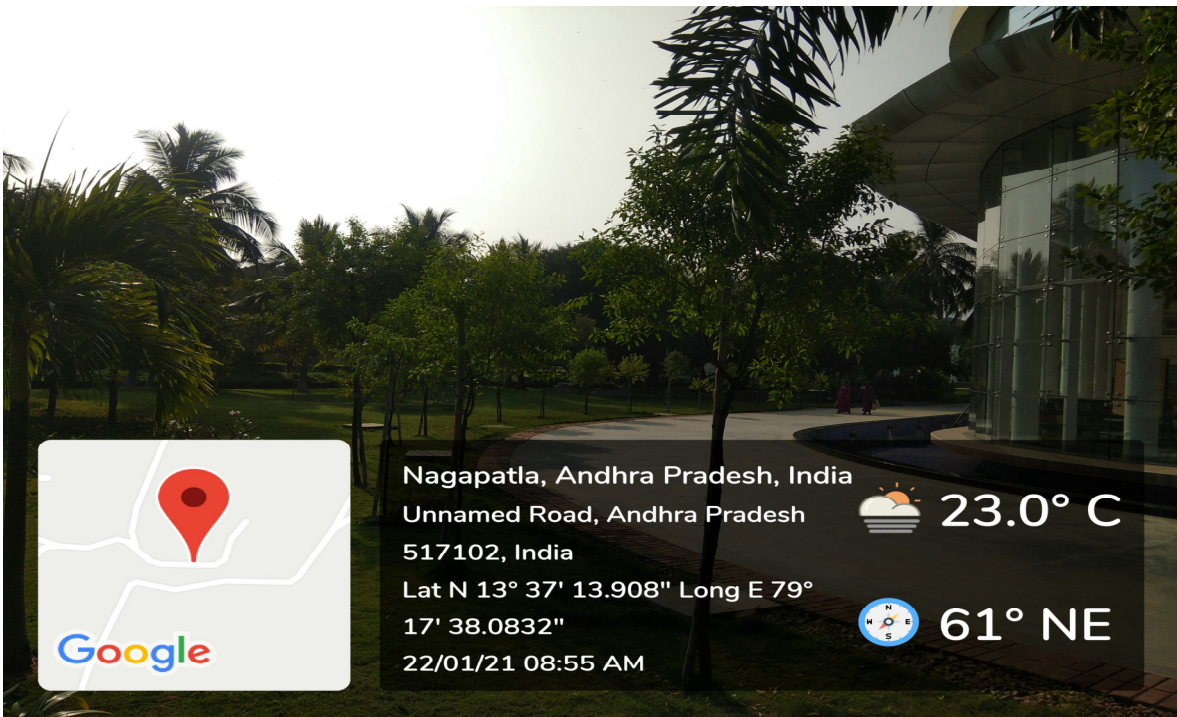 Nagapatla, Andhra Pradesh, India
Unnamed Road, Andhra Pradesh
517102, India
Lat N 13° 37' 13.908" Long E 79°
17' 38.0832"
22/01/21 08:55 AM
23.0° C
N
W E
S
61° NE
Google